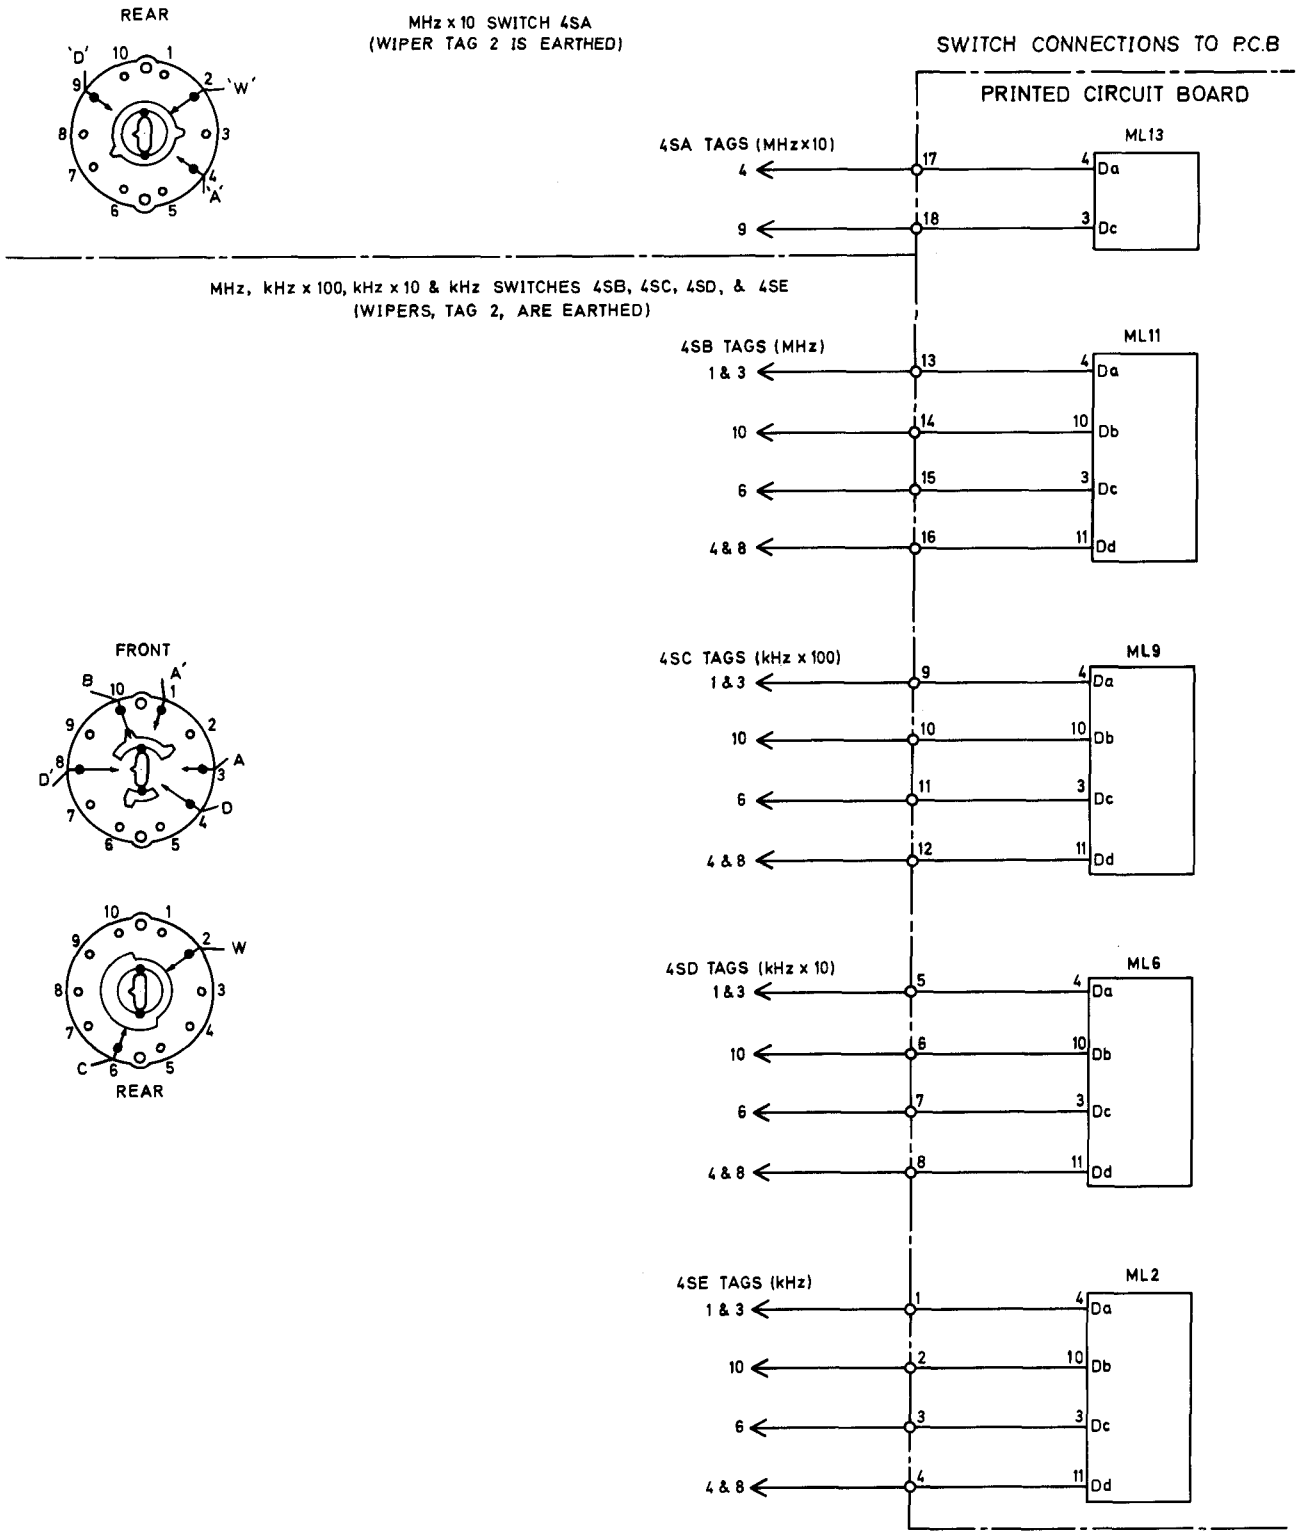 REAR
MHz x 10 SWITCH 4SA
(WIPER TAG 2 IS EARTHED)
'D'
10
1
9
2
'W'
8
3
7
4
'A'
6
5
SWITCH CONNECTIONS TO P.C.B
PRINTED CIRCUIT BOARD
4SA TAGS (MHz x 10)
ML13
4
17
4
Da
9
18
3
Dc
MHz, kHz x 100, kHz x 10 & kHz SWITCHES 4SB, 4SC, 4SD, & 4SE
(WIPERS, TAG 2, ARE EARTHED)
4SB TAGS (MHz)
ML11
1 & 3
13
4
Da
10
14
10
Db
6
15
3
Dc
4 & 8
16
11
Dd
FRONT
B
10
A'
1
9
2
8
D'
A
3
7
4
D
6
5
4SC TAGS (kHz x 100)
ML9
1 & 3
9
4
Da
10
10
10
Db
6
11
3
Dc
4 & 8
12
11
Dd
10
1
9
2
W
8
3
7
4
C
6
5
REAR
4SD TAGS (kHz x 10)
ML6
1 & 3
5
4
Da
10
6
10
Db
6
7
3
Dc
4 & 8
8
11
Dd
4SE TAGS (kHz)
ML2
1 & 3
1
4
Da
10
2
10
Db
6
3
3
Dc
4 & 8
4
11
Dd